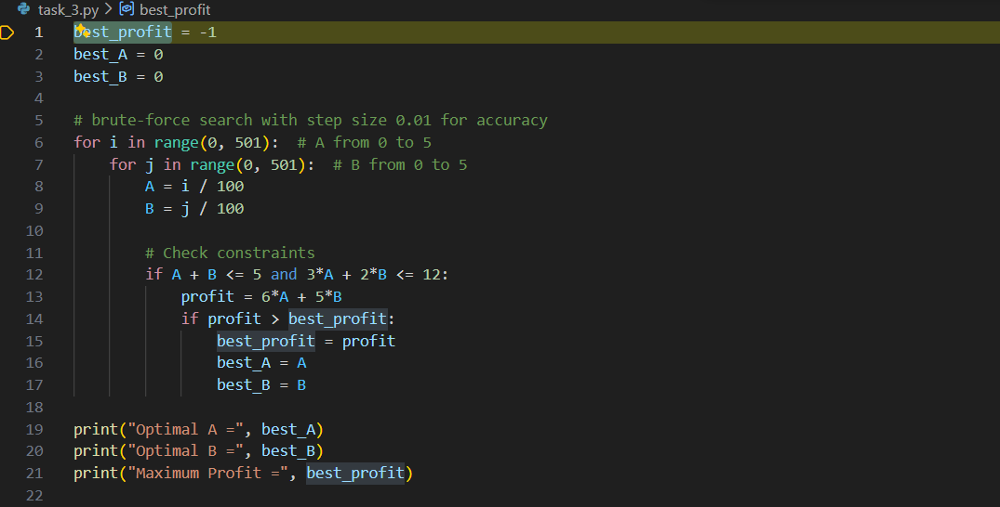 task_3.py > best_profit
1 best_profit = -1
2 best_A = 0
3 best_B = 0
4
5 # brute-force search with step size 0.01 for accuracy
6 for i in range(0, 501):  # A from 0 to 5
7     for j in range(0, 501):  # B from 0 to 5
8         A = i / 100
9         B = j / 100
10
11         # Check constraints
12         if A + B <= 5 and 3*A + 2*B <= 12:
13             profit = 6*A + 5*B
14             if profit > best_profit:
15                 best_profit = profit
16                 best_A = A
17                 best_B = B
18
19 print("Optimal A =", best_A)
20 print("Optimal B =", best_B)
21 print("Maximum Profit =", best_profit)
22